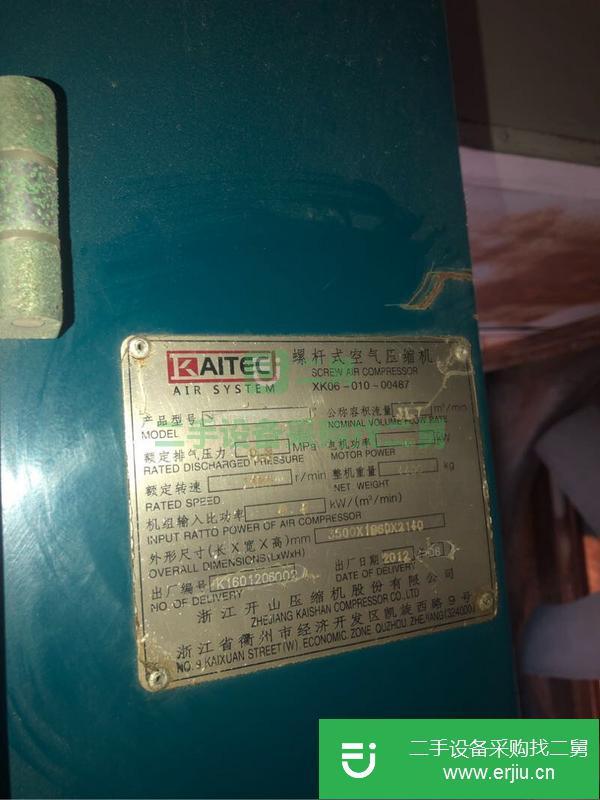 KAITEC
AIR SYSTEM
螺杆式空气压缩机
SCREW AIR COMPRESSOR
XK06-010-00487
产品型号
MODEL
公称容积流量 m³/min
NOMINAL VOLUME FLOW RATE
额定排气压力 MPa
RATED DISCHARGED PRESSURE
电机功率 kW
MOTOR POWER
额定转速 r/min
RATED SPEED
整机重量 kg
NET. WEIGHT
机组输入比功率 kW/(m³/min)
INPUT RATTO POWER OF AIR COMPRESSOR
外形尺寸(长X宽X高)mm 3500X1860X2140
OVERALL DIMENSIONS(LxWxH)
出厂编号
NO.OF DELIVERY
出厂日期 2012
DATE OF DELIVERY
浙江开山压缩机股份有限公司
ZHEJIANG KAISHAN COMPRESSOR CO.,LTD
浙江省衢州市经济开发区凯旋西路9号
NO.9 KAIXUAN STREET(W) ECONOMIC ZONE QUZHOU ZHEJIANG(324000)
二手设备采购找二舅
www.erjiu.cn